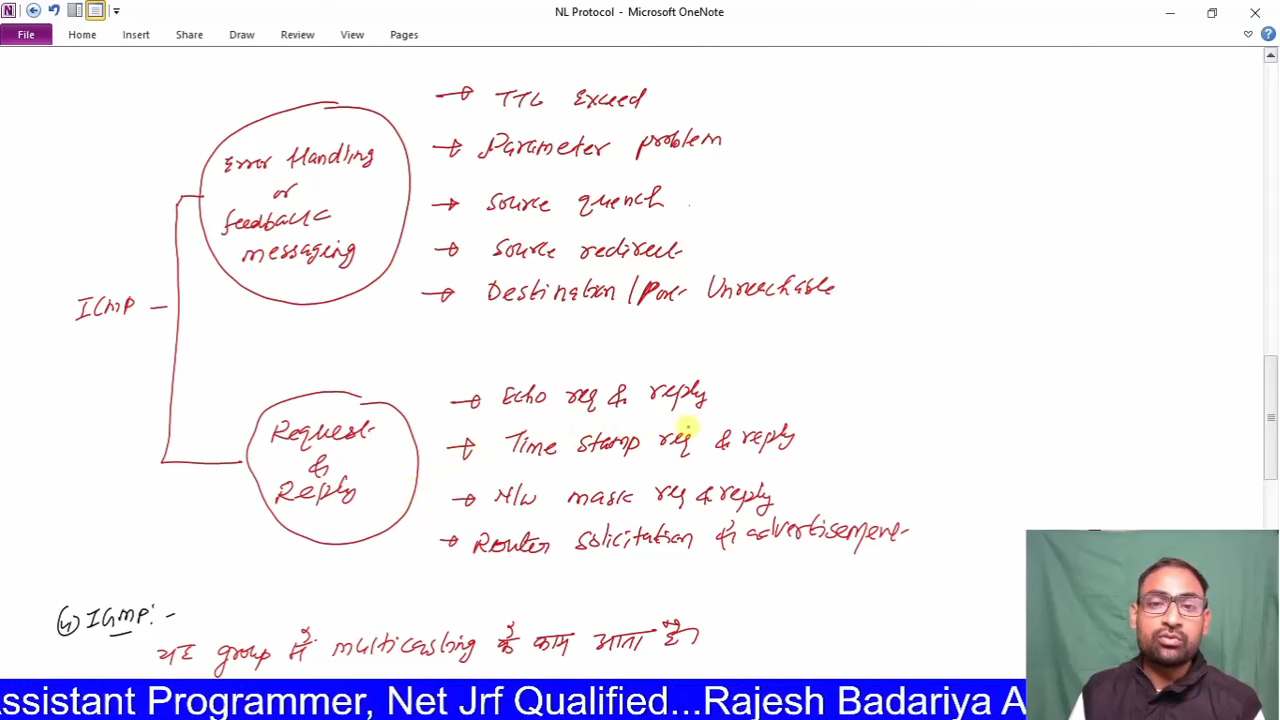 NL Protocol - Microsoft OneNote
File Home Insert Share Draw Review View Pages
TTL Exceed
Parameter problem
Source quench
Source redirect
Destination / Port Unreachable
Error Handling
or
feedback
messaging
ICMP
Echo req & reply
Time stamp req & reply
N/w mask req & reply
Router solicitation & advertisement
Request
&
Reply
(4) IGMP: -
यह group में multicasting के काम आता है।
ssistant Programmer, Net Jrf Qualified...Rajesh Badariya A